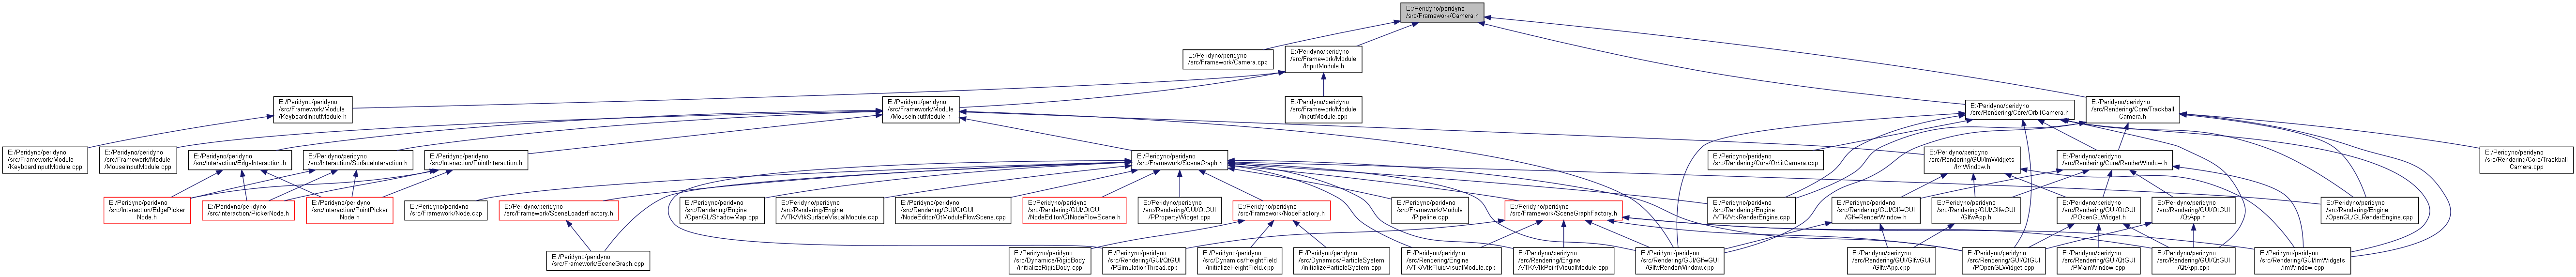 E:/Peridyno/peridyno
/src/Framework/Camera.h
E:/Peridyno/peridyno
/src/Framework/Camera.cpp
E:/Peridyno/peridyno
/src/Framework/Module
/InputModule.h
E:/Peridyno/peridyno
/src/Framework/Module
/KeyboardInputModule.h
E:/Peridyno/peridyno
/src/Framework/Module
/MouseInputModule.h
E:/Peridyno/peridyno
/src/Framework/Module
/InputModule.cpp
E:/Peridyno/peridyno
/src/Rendering/Core/OrbitCamera.h
E:/Peridyno/peridyno
/src/Rendering/Core/Trackball
Camera.h
E:/Peridyno/peridyno
/src/Framework/Module
/KeyboardInputModule.cpp
E:/Peridyno/peridyno
/src/Framework/Module
/MouseInputModule.cpp
E:/Peridyno/peridyno
/src/Interaction/EdgeInteraction.h
E:/Peridyno/peridyno
/src/Interaction/SurfaceInteraction.h
E:/Peridyno/peridyno
/src/Interaction/PointInteraction.h
E:/Peridyno/peridyno
/src/Framework/SceneGraph.h
E:/Peridyno/peridyno
/src/Rendering/Core/OrbitCamera.cpp
E:/Peridyno/peridyno
/src/Rendering/GUI/ImWidgets
/ImWindow.h
E:/Peridyno/peridyno
/src/Rendering/Core/RenderWindow.h
E:/Peridyno/peridyno
/src/Rendering/Core/Trackball
Camera.cpp
E:/Peridyno/peridyno
/src/Interaction/EdgePicker
Node.h
E:/Peridyno/peridyno
/src/Interaction/PickerNode.h
E:/Peridyno/peridyno
/src/Interaction/PointPicker
Node.h
E:/Peridyno/peridyno
/src/Framework/Node.cpp
E:/Peridyno/peridyno
/src/Framework/SceneLoaderFactory.h
E:/Peridyno/peridyno
/src/Rendering/Engine
/OpenGL/ShadowMap.cpp
E:/Peridyno/peridyno
/src/Rendering/Engine
/VTK/VtkSurfaceVisualModule.cpp
E:/Peridyno/peridyno
/src/Rendering/GUI/QtGUI
/NodeEditor/QtModuleFlowScene.cpp
E:/Peridyno/peridyno
/src/Rendering/GUI/QtGUI
/NodeEditor/QtNodeFlowScene.h
E:/Peridyno/peridyno
/src/Rendering/GUI/QtGUI
/PPropertyWidget.cpp
E:/Peridyno/peridyno
/src/Framework/NodeFactory.h
E:/Peridyno/peridyno
/src/Framework/Module
/Pipeline.cpp
E:/Peridyno/peridyno
/src/Framework/SceneGraphFactory.h
E:/Peridyno/peridyno
/src/Rendering/Engine
/VTK/VtkRenderEngine.cpp
E:/Peridyno/peridyno
/src/Rendering/GUI/GlfwGUI
/GlfwRenderWindow.h
E:/Peridyno/peridyno
/src/Rendering/GUI/GlfwGUI
/GlfwApp.h
E:/Peridyno/peridyno
/src/Rendering/GUI/QtGUI
/POpenGLWidget.h
E:/Peridyno/peridyno
/src/Rendering/GUI/QtGUI
/QtApp.h
E:/Peridyno/peridyno
/src/Rendering/Engine
/OpenGL/GLRenderEngine.cpp
E:/Peridyno/peridyno
/src/Framework/SceneGraph.cpp
E:/Peridyno/peridyno
/src/Dynamics/RigidBody
/initializeRigidBody.cpp
E:/Peridyno/peridyno
/src/Rendering/GUI/QtGUI
/PSimulationThread.cpp
E:/Peridyno/peridyno
/src/Dynamics/HeightField
/initializeHeightField.cpp
E:/Peridyno/peridyno
/src/Dynamics/ParticleSystem
/initializeParticleSystem.cpp
E:/Peridyno/peridyno
/src/Rendering/Engine
/VTK/VtkFluidVisualModule.cpp
E:/Peridyno/peridyno
/src/Rendering/Engine
/VTK/VtkPointVisualModule.cpp
E:/Peridyno/peridyno
/src/Rendering/GUI/GlfwGUI
/GlfwRenderWindow.cpp
E:/Peridyno/peridyno
/src/Rendering/GUI/GlfwGUI
/GlfwApp.cpp
E:/Peridyno/peridyno
/src/Rendering/GUI/QtGUI
/POpenGLWidget.cpp
E:/Peridyno/peridyno
/src/Rendering/GUI/QtGUI
/PMainWindow.cpp
E:/Peridyno/peridyno
/src/Rendering/GUI/QtGUI
/QtApp.cpp
E:/Peridyno/peridyno
/src/Rendering/GUI/ImWidgets
/ImWindow.cpp